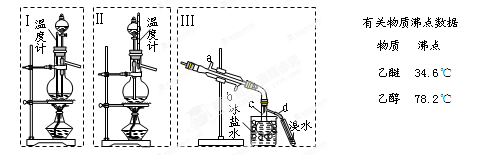 I
温度计
II
温度计
III
a
b
c
d
冰盐水
溴水
有关物质沸点数据
物质 沸点
乙醚 34.6℃
乙醇 78.2℃